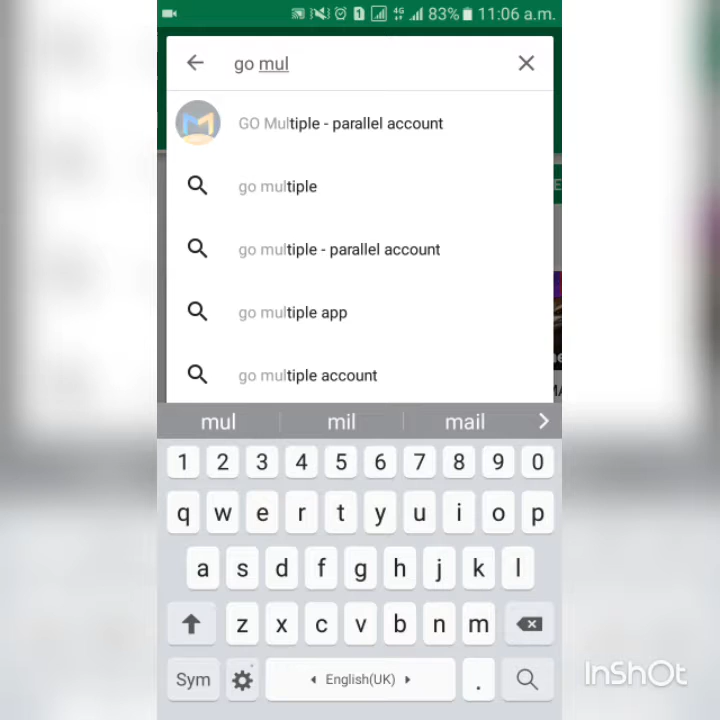 4G 83% 11:06 a.m.
go mul
GO Multiple - parallel account
go multiple
go multiple - parallel account
go multiple app
go multiple account
mul mil mail
1 2 3 4 5 6 7 8 9 0
q w e r t y u i o p
a s d f g h j k l
z x c v b n m
Sym English(UK) .
InShOt